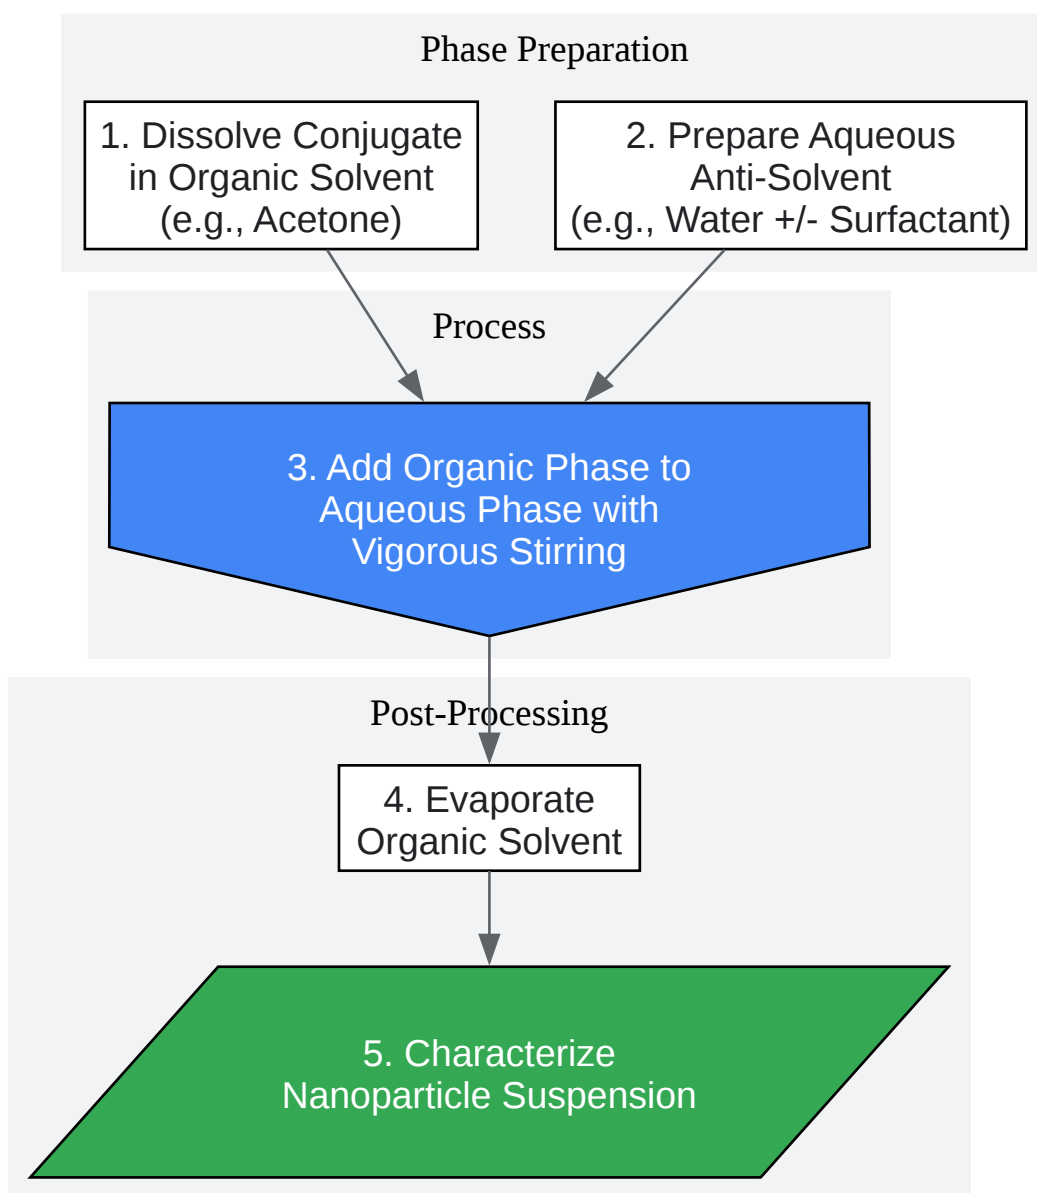 Phase Preparation
1. Dissolve Conjugate
in Organic Solvent
(e.g., Acetone)
2. Prepare Aqueous
Anti-Solvent
(e.g., Water +/- Surfactant)
Process
3. Add Organic Phase to
Aqueous Phase with
Vigorous Stirring
Post-Processing
4. Evaporate
Organic Solvent
5. Characterize
Nanoparticle Suspension